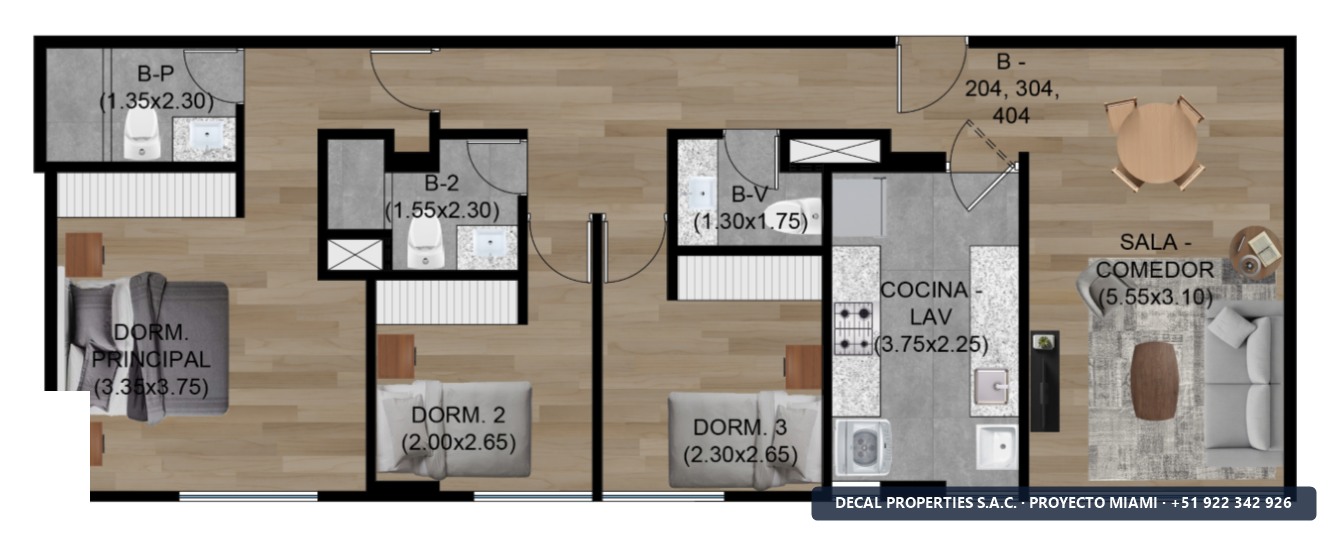 B-P
(1.35x2.30)
B -
204, 304,
404
B-2
(1.55x2.30)
B-V
(1.30x1.75)
SALA -
COMEDOR
(5.55x3.10)
COCINA -
LAV
(3.75x2.25)
DORM.
PRINCIPAL
(3.35x3.75)
DORM. 2
(2.00x2.65)
DORM. 3
(2.30x2.65)
DECAL PROPERTIES S.A.C. · PROYECTO MIAMI · +51 922 342 926